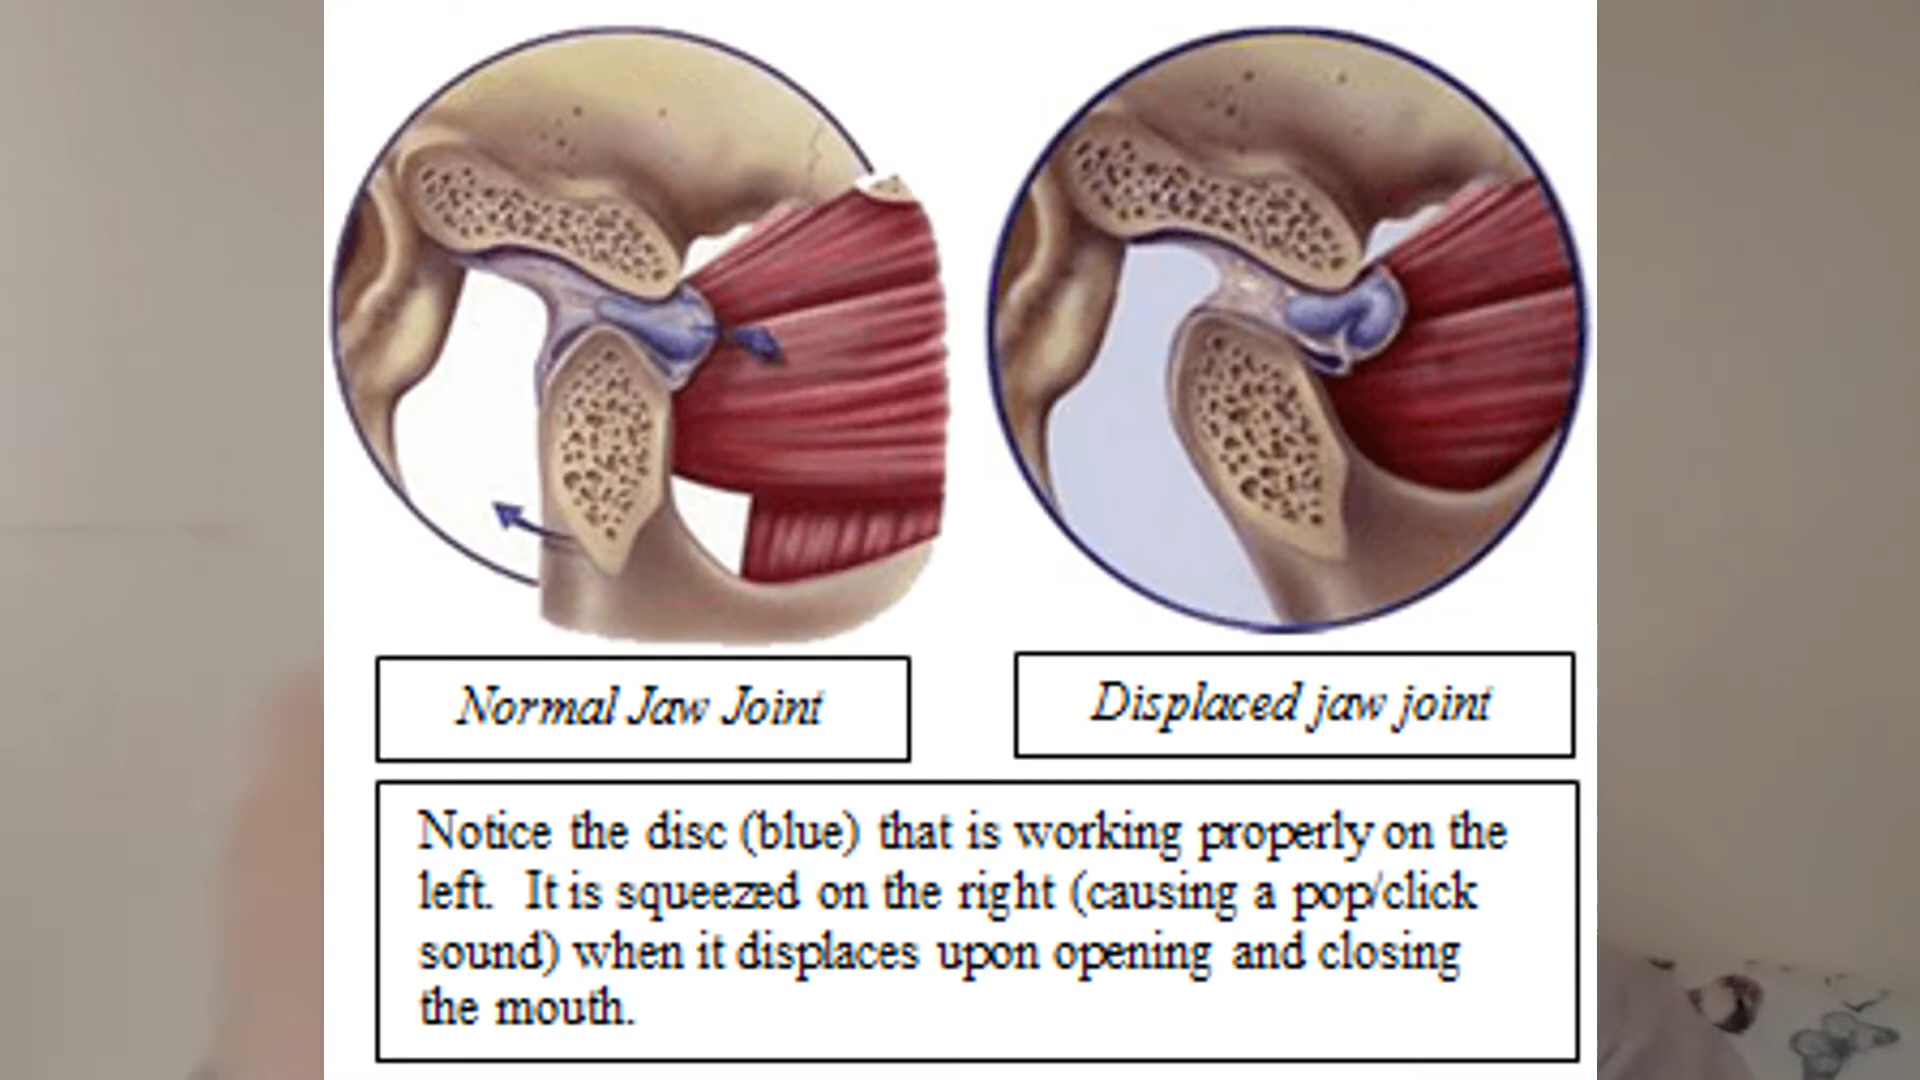 Normal Jaw Joint
Displaced jaw joint
Notice the disc (blue) that is working properly on the
left. It is squeezed on the right (causing a pop/click
sound) when it displaces upon opening and closing
the mouth.